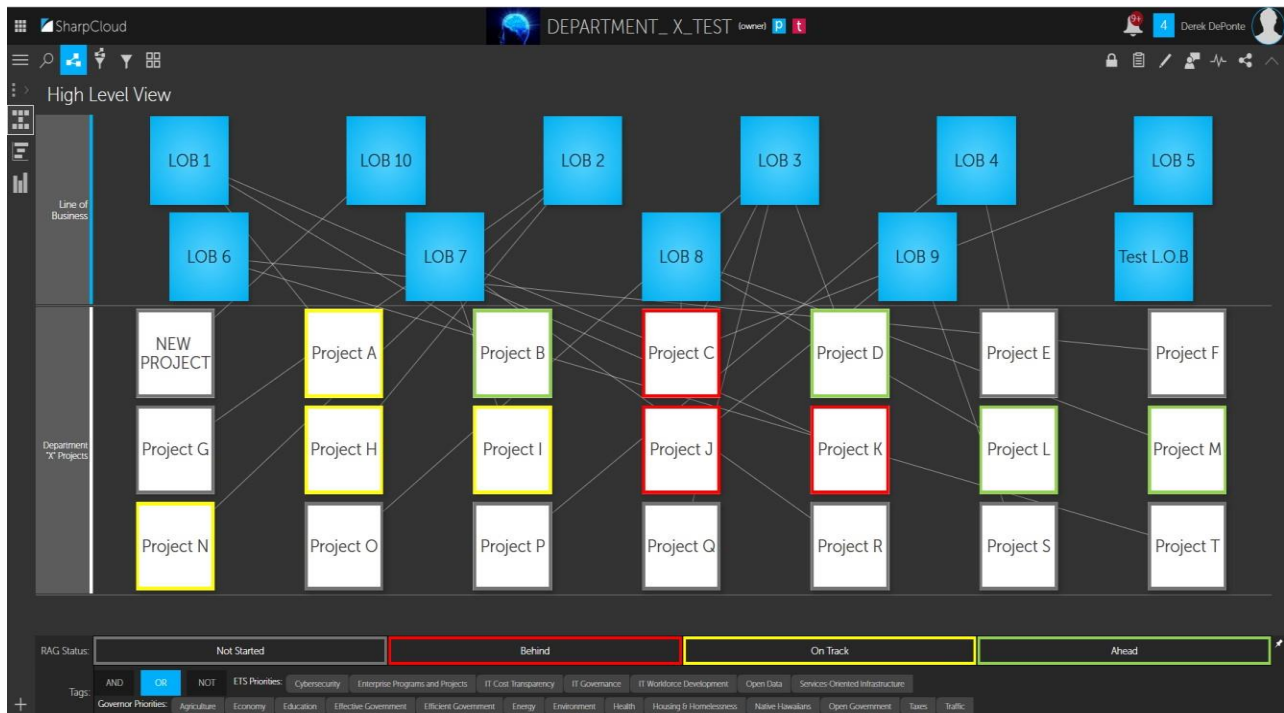 SharpCloud
DEPARTMENT_ X_TEST (owner) p t
9+
4
Derek DePonte
High Level View
Line of
Business
LOB 1
LOB 10
LOB 2
LOB 3
LOB 4
LOB 5
LOB 6
LOB 7
LOB 8
LOB 9
Test L.O.B
Department
"X" Projects
NEW
PROJECT
Project A
Project B
Project C
Project D
Project E
Project F
Project G
Project H
Project I
Project J
Project K
Project L
Project M
Project N
Project O
Project P
Project Q
Project R
Project S
Project T
RAG Status: Not Started Behind On Track Ahead
Tags: AND OR NOT ETS Priorities: Cybersecurity Enterprise Programs and Projects IT Cost Transparency IT Governance IT Workforce Development Open Data Services-Oriented Infrastructure
Governor Priorities: Agriculture Economy Education Effective Government Efficient Government Energy Environment Health Housing & Homelessness Native Hawaiians Open Government Taxes Traffic